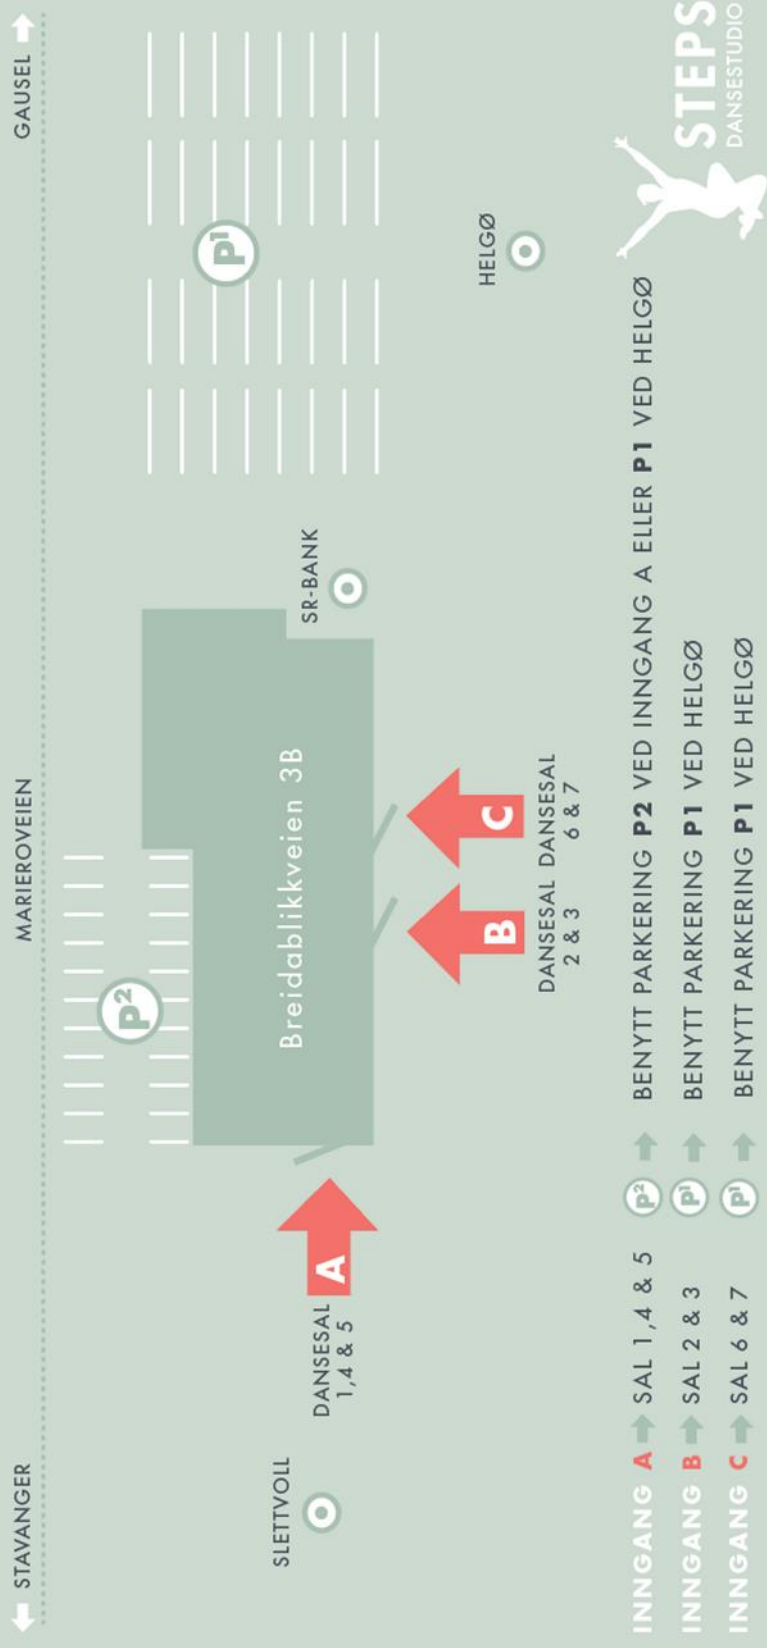 STAVANGER
MARIEROVEIEN
GAUSEL
P2
P1
Breidablikkveien 3B
SR-BANK
SLETTVOLL
DANSESAL
1,4 & 5
A
B
C
DANSESAL
2 & 3
DANSESAL
6 & 7
HELGØ
INNGANG A SAL 1,4 & 5 P2 BENYTT PARKERING P2 VED INNGANG A ELLER P1 VED HELGØ
INNGANG B SAL 2 & 3 P1 BENYTT PARKERING P1 VED HELGØ
INNGANG C SAL 6 & 7 P1 BENYTT PARKERING P1 VED HELGØ
STEPS
DANSESTUDIO